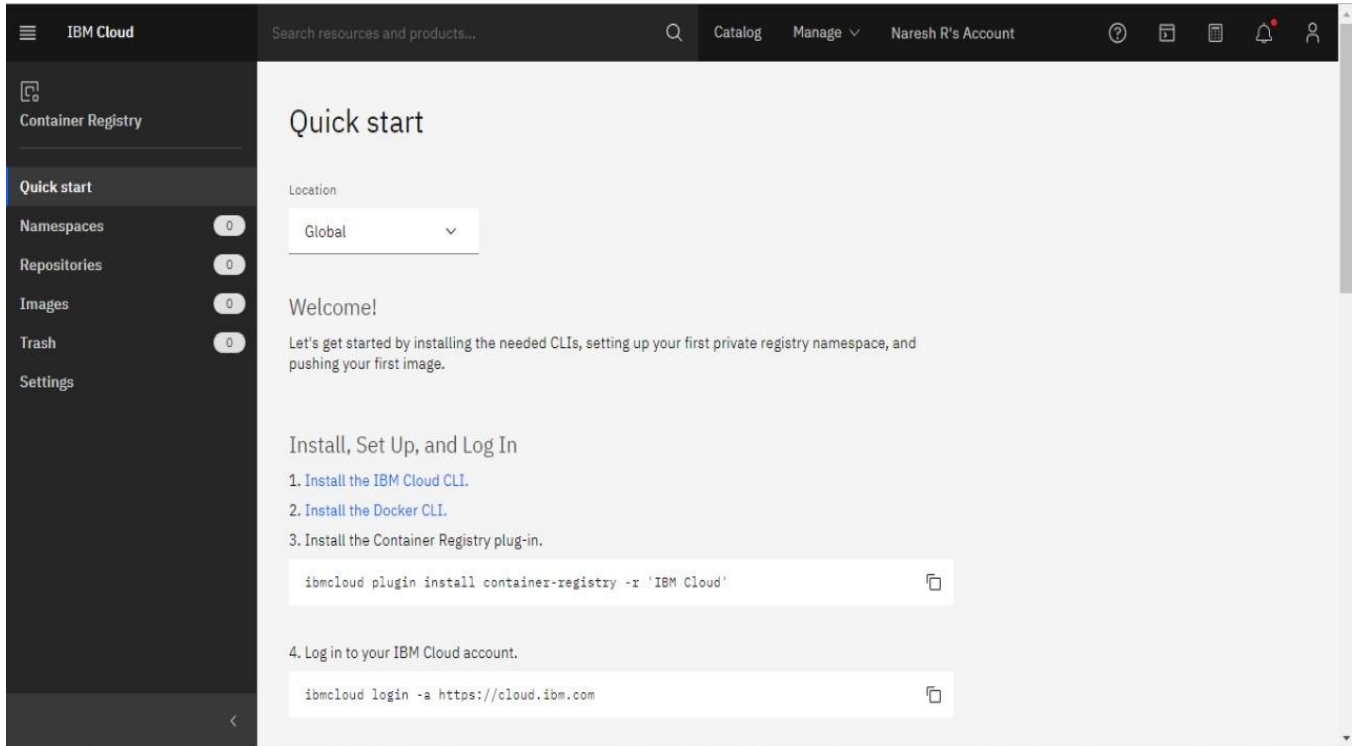 IBM Cloud
Search resources and products...
Catalog
Manage
Naresh R's Account
Container Registry
Quick start
Namespaces 0
Repositories 0
Images 0
Trash 0
Settings
Quick start
Location
Global
Welcome!
Let's get started by installing the needed CLIs, setting up your first private registry namespace, and
pushing your first image.
Install, Set Up, and Log In
1. Install the IBM Cloud CLI.
2. Install the Docker CLI.
3. Install the Container Registry plug-in.
ibmcloud plugin install container-registry -r 'IBM Cloud'
4. Log in to your IBM Cloud account.
ibmcloud login -a https://cloud.ibm.com